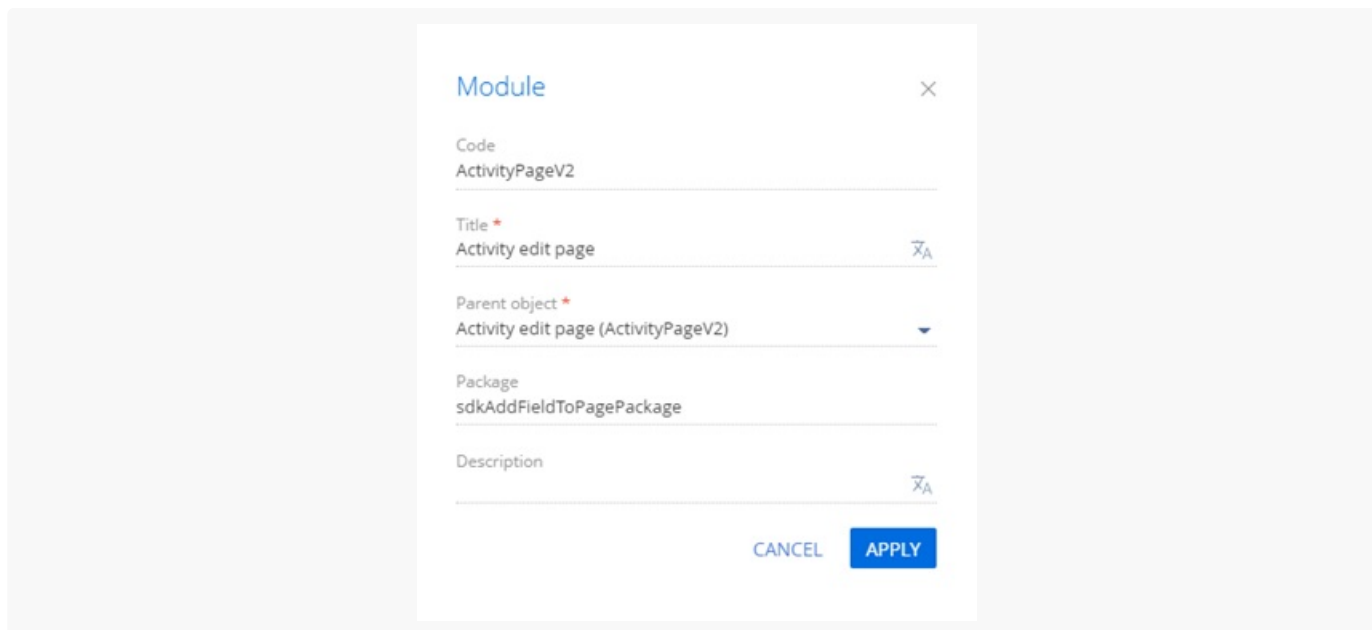 Module
Code
ActivityPageV2
Title *
Activity edit page
Parent object *
Activity edit page (ActivityPageV2)
Package
sdkAddFieldToPagePackage
Description
CANCEL APPLY